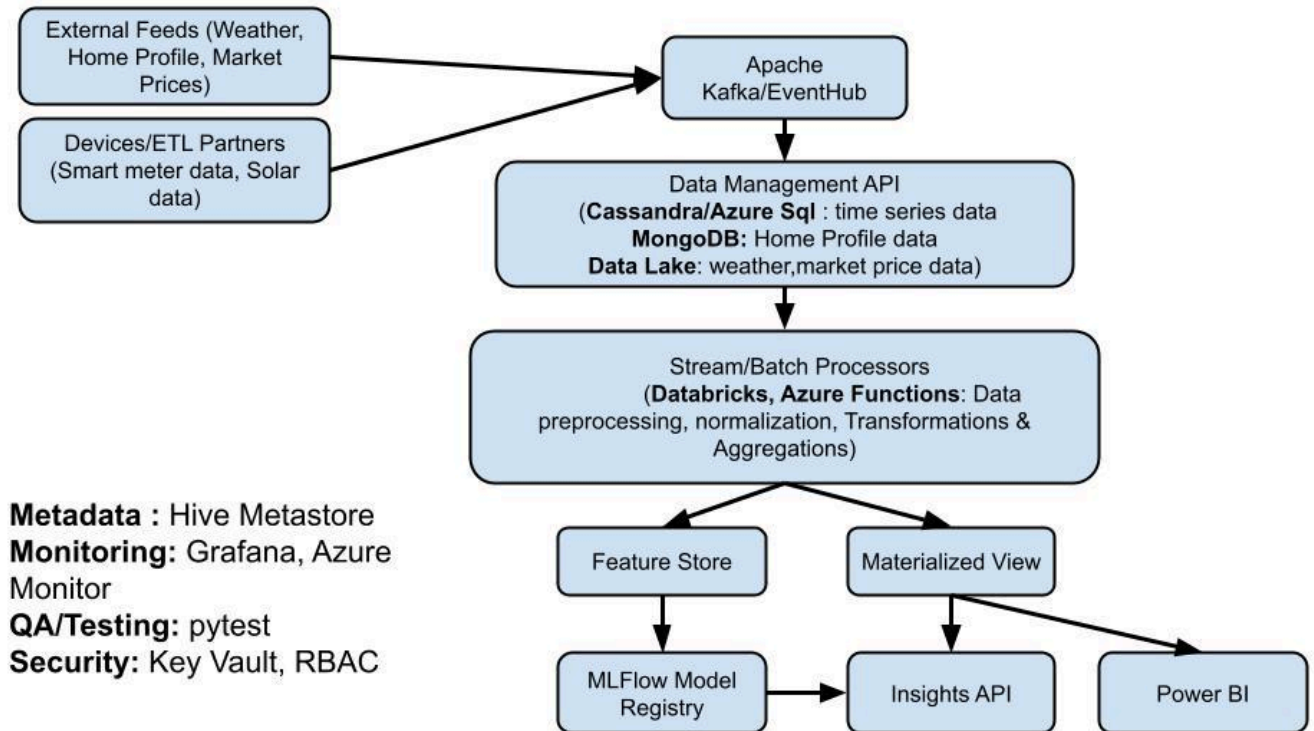 External Feeds (Weather,
Home Profile, Market
Prices)
Apache
Kafka/EventHub
Devices/ETL Partners
(Smart meter data, Solar
data)
Data Management API
(Cassandra/Azure Sql : time series data
MongoDB: Home Profile data
Data Lake: weather,market price data)
Stream/Batch Processors
(Databricks, Azure Functions: Data
preprocessing, normalization, Transformations &
Aggregations)
Metadata : Hive Metastore
Monitoring: Grafana, Azure
Monitor
QA/Testing: pytest
Security: Key Vault, RBAC
Feature Store
Materialized View
MLFlow Model
Registry
Insights API
Power BI